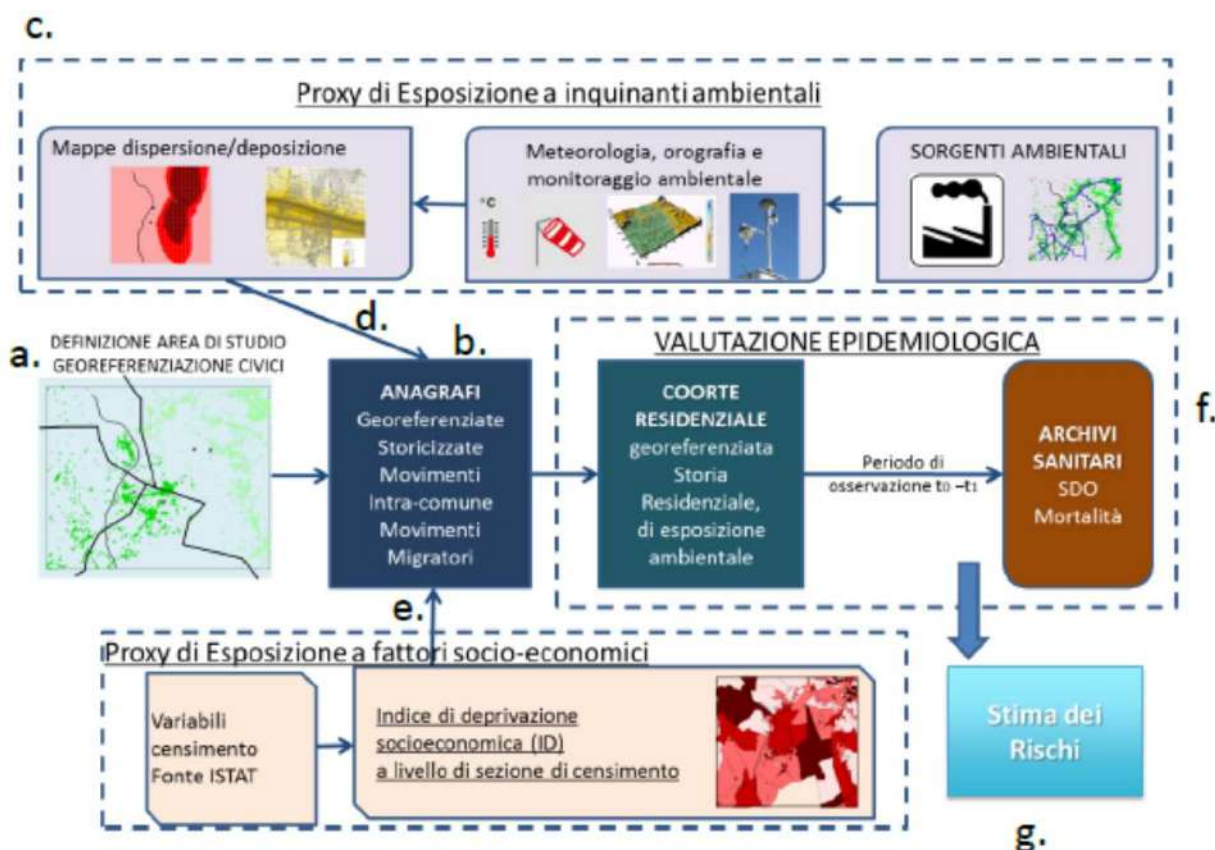 c.
Proxy di Esposizione a inquinanti ambientali
Mappe dispersione/deposizione
Meteorologia, orografia e
monitoraggio ambientale
°C
SORGENTI AMBIENTALI
d.
a.
DEFINIZIONE AREA DI STUDIO
GEOREFERENZIAZIONE CIVICI
b.
ANAGRAFI
Georeferenziate
Storicizzate
Movimenti
Intra-comune
Movimenti
Migratori
VALUTAZIONE EPIDEMIOLOGICA
COORTE
RESIDENZIALE
georeferenziata
Storia
Residenziale,
di esposizione
ambientale
Periodo di
osservazione t0 –t1
ARCHIVI
SANITARI
SDO
Mortalità
f.
e.
Proxy di Esposizione a fattori socio-economici
Variabili
censimento
Fonte ISTAT
Indice di deprivazione
socioeconomica (ID)
a livello di sezione di censimento
Stima dei
Rischi
g.